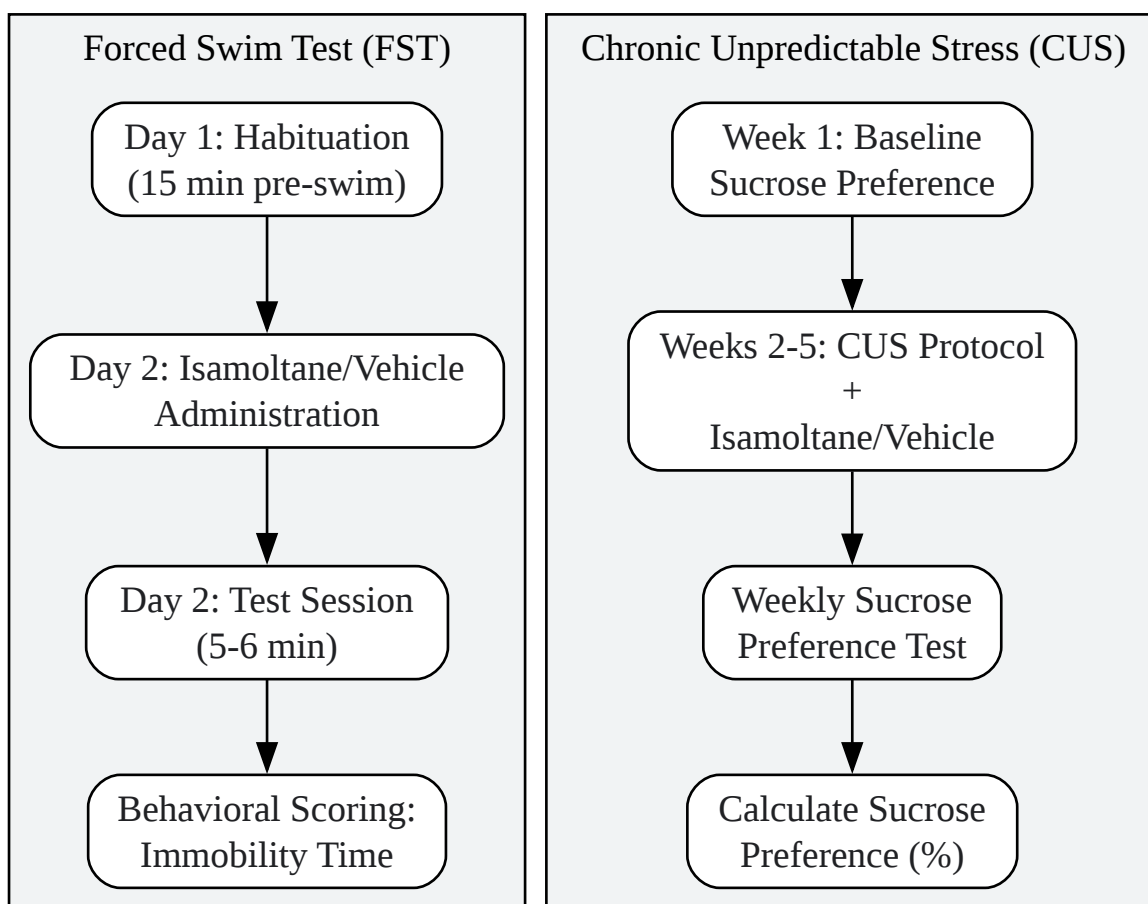 Forced Swim Test (FST)
Day 1: Habituation
(15 min pre-swim)
Day 2: Isamoltane/Vehicle
Administration
Day 2: Test Session
(5-6 min)
Behavioral Scoring:
Immobility Time
Chronic Unpredictable Stress (CUS)
Week 1: Baseline
Sucrose Preference
Weeks 2-5: CUS Protocol
+
Isamoltane/Vehicle
Weekly Sucrose
Preference Test
Calculate Sucrose
Preference (%)